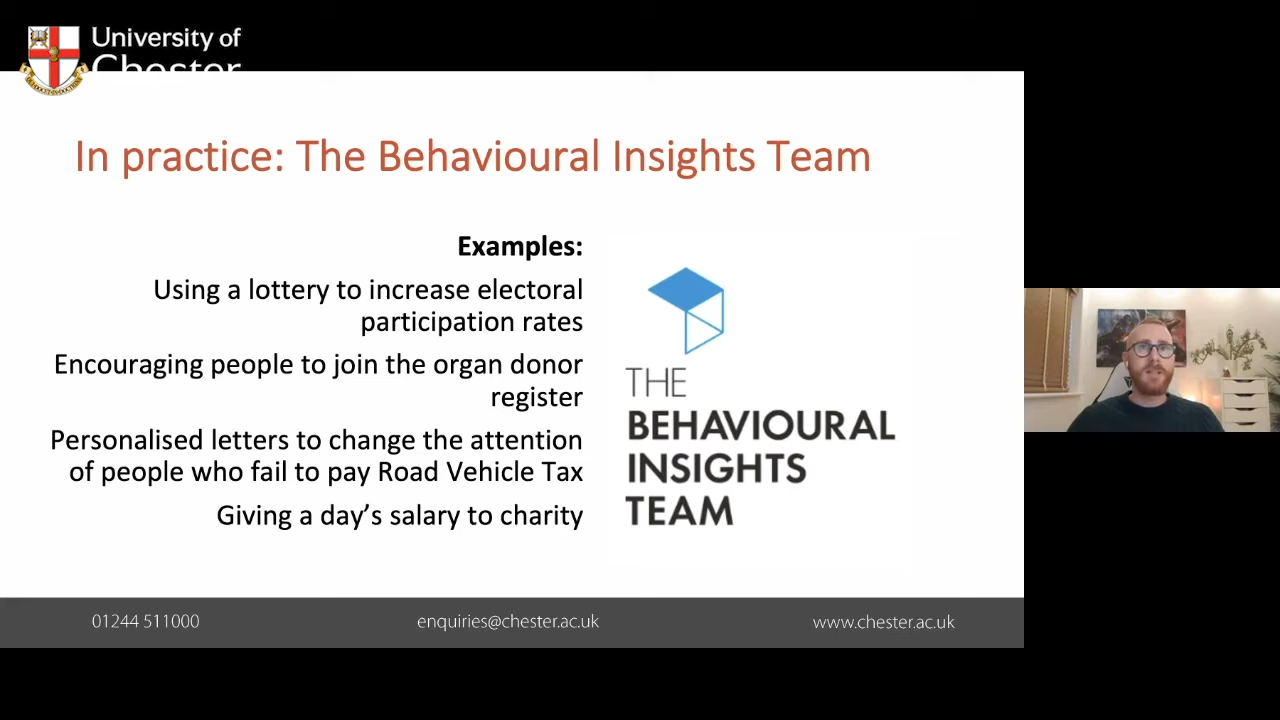 University of
Chester
In practice: The Behavioural Insights Team
Examples:
Using a lottery to increase electoral
participation rates
Encouraging people to join the organ donor
register
Personalised letters to change the attention
of people who fail to pay Road Vehicle Tax
Giving a day’s salary to charity
THE
BEHAVIOURAL
INSIGHTS
TEAM
01244 511000
enquiries@chester.ac.uk
www.chester.ac.uk